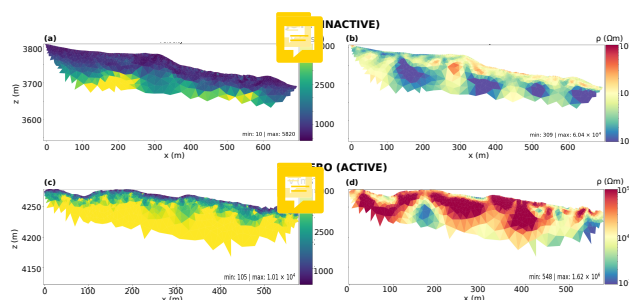 INACTIVE)
(a)
(b)
ρ (Ωm)
3800
3700
3600
z (m)
2500
1000
min: 10 | max: 5820
min: 309 | max: 6.04 × 10⁴
0 100 200 300 400 500 600
0 100 200 300 400 500 600
x (m)
x (m)
ERO (ACTIVE)
(c)
(d)
ρ (Ωm)
4250
4200
4150
z (m)
2500
1000
10⁵
10⁴
min: 105 | max: 1.01 × 10⁴
min: 548 | max: 1.62 × 10⁶
0 100 200 300 400 500
0 100 200 300 400 500
x (m)
x (m)